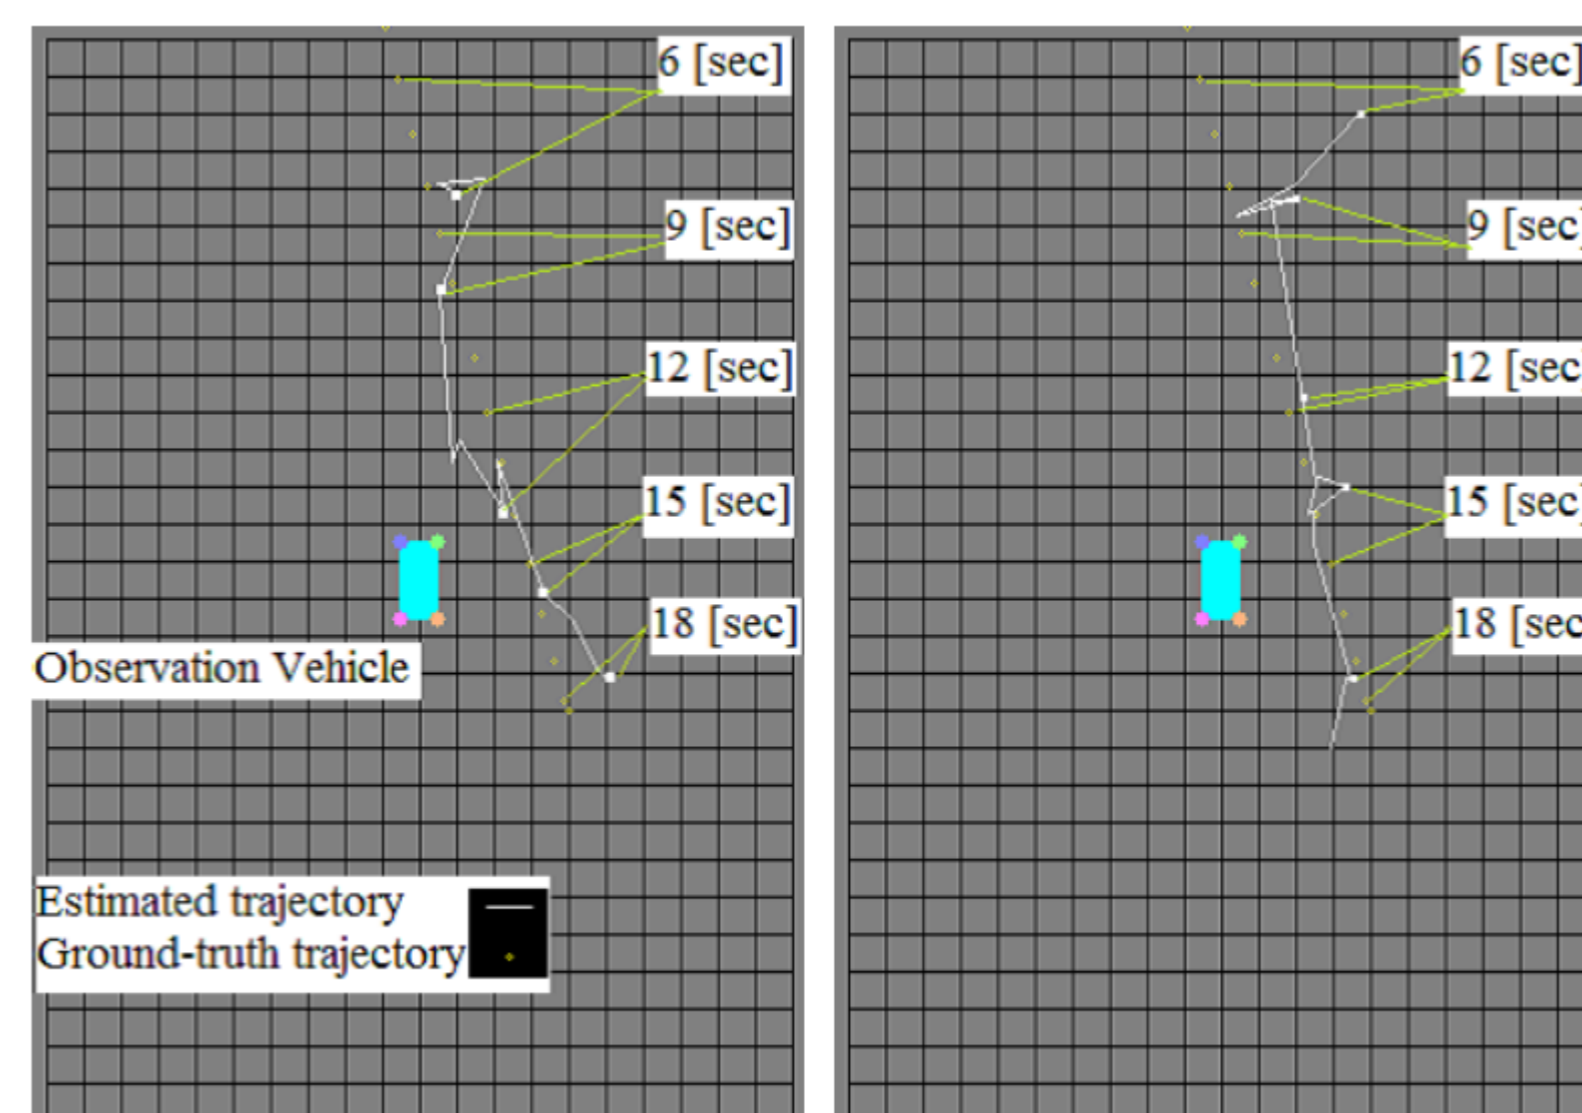 6 [sec]
9 [sec]
12 [sec]
15 [sec]
18 [sec]
Observation Vehicle
Estimated trajectory
Ground-truth trajectory
6 [sec]
9 [sec]
12 [sec
15 [sec]
18 [sec